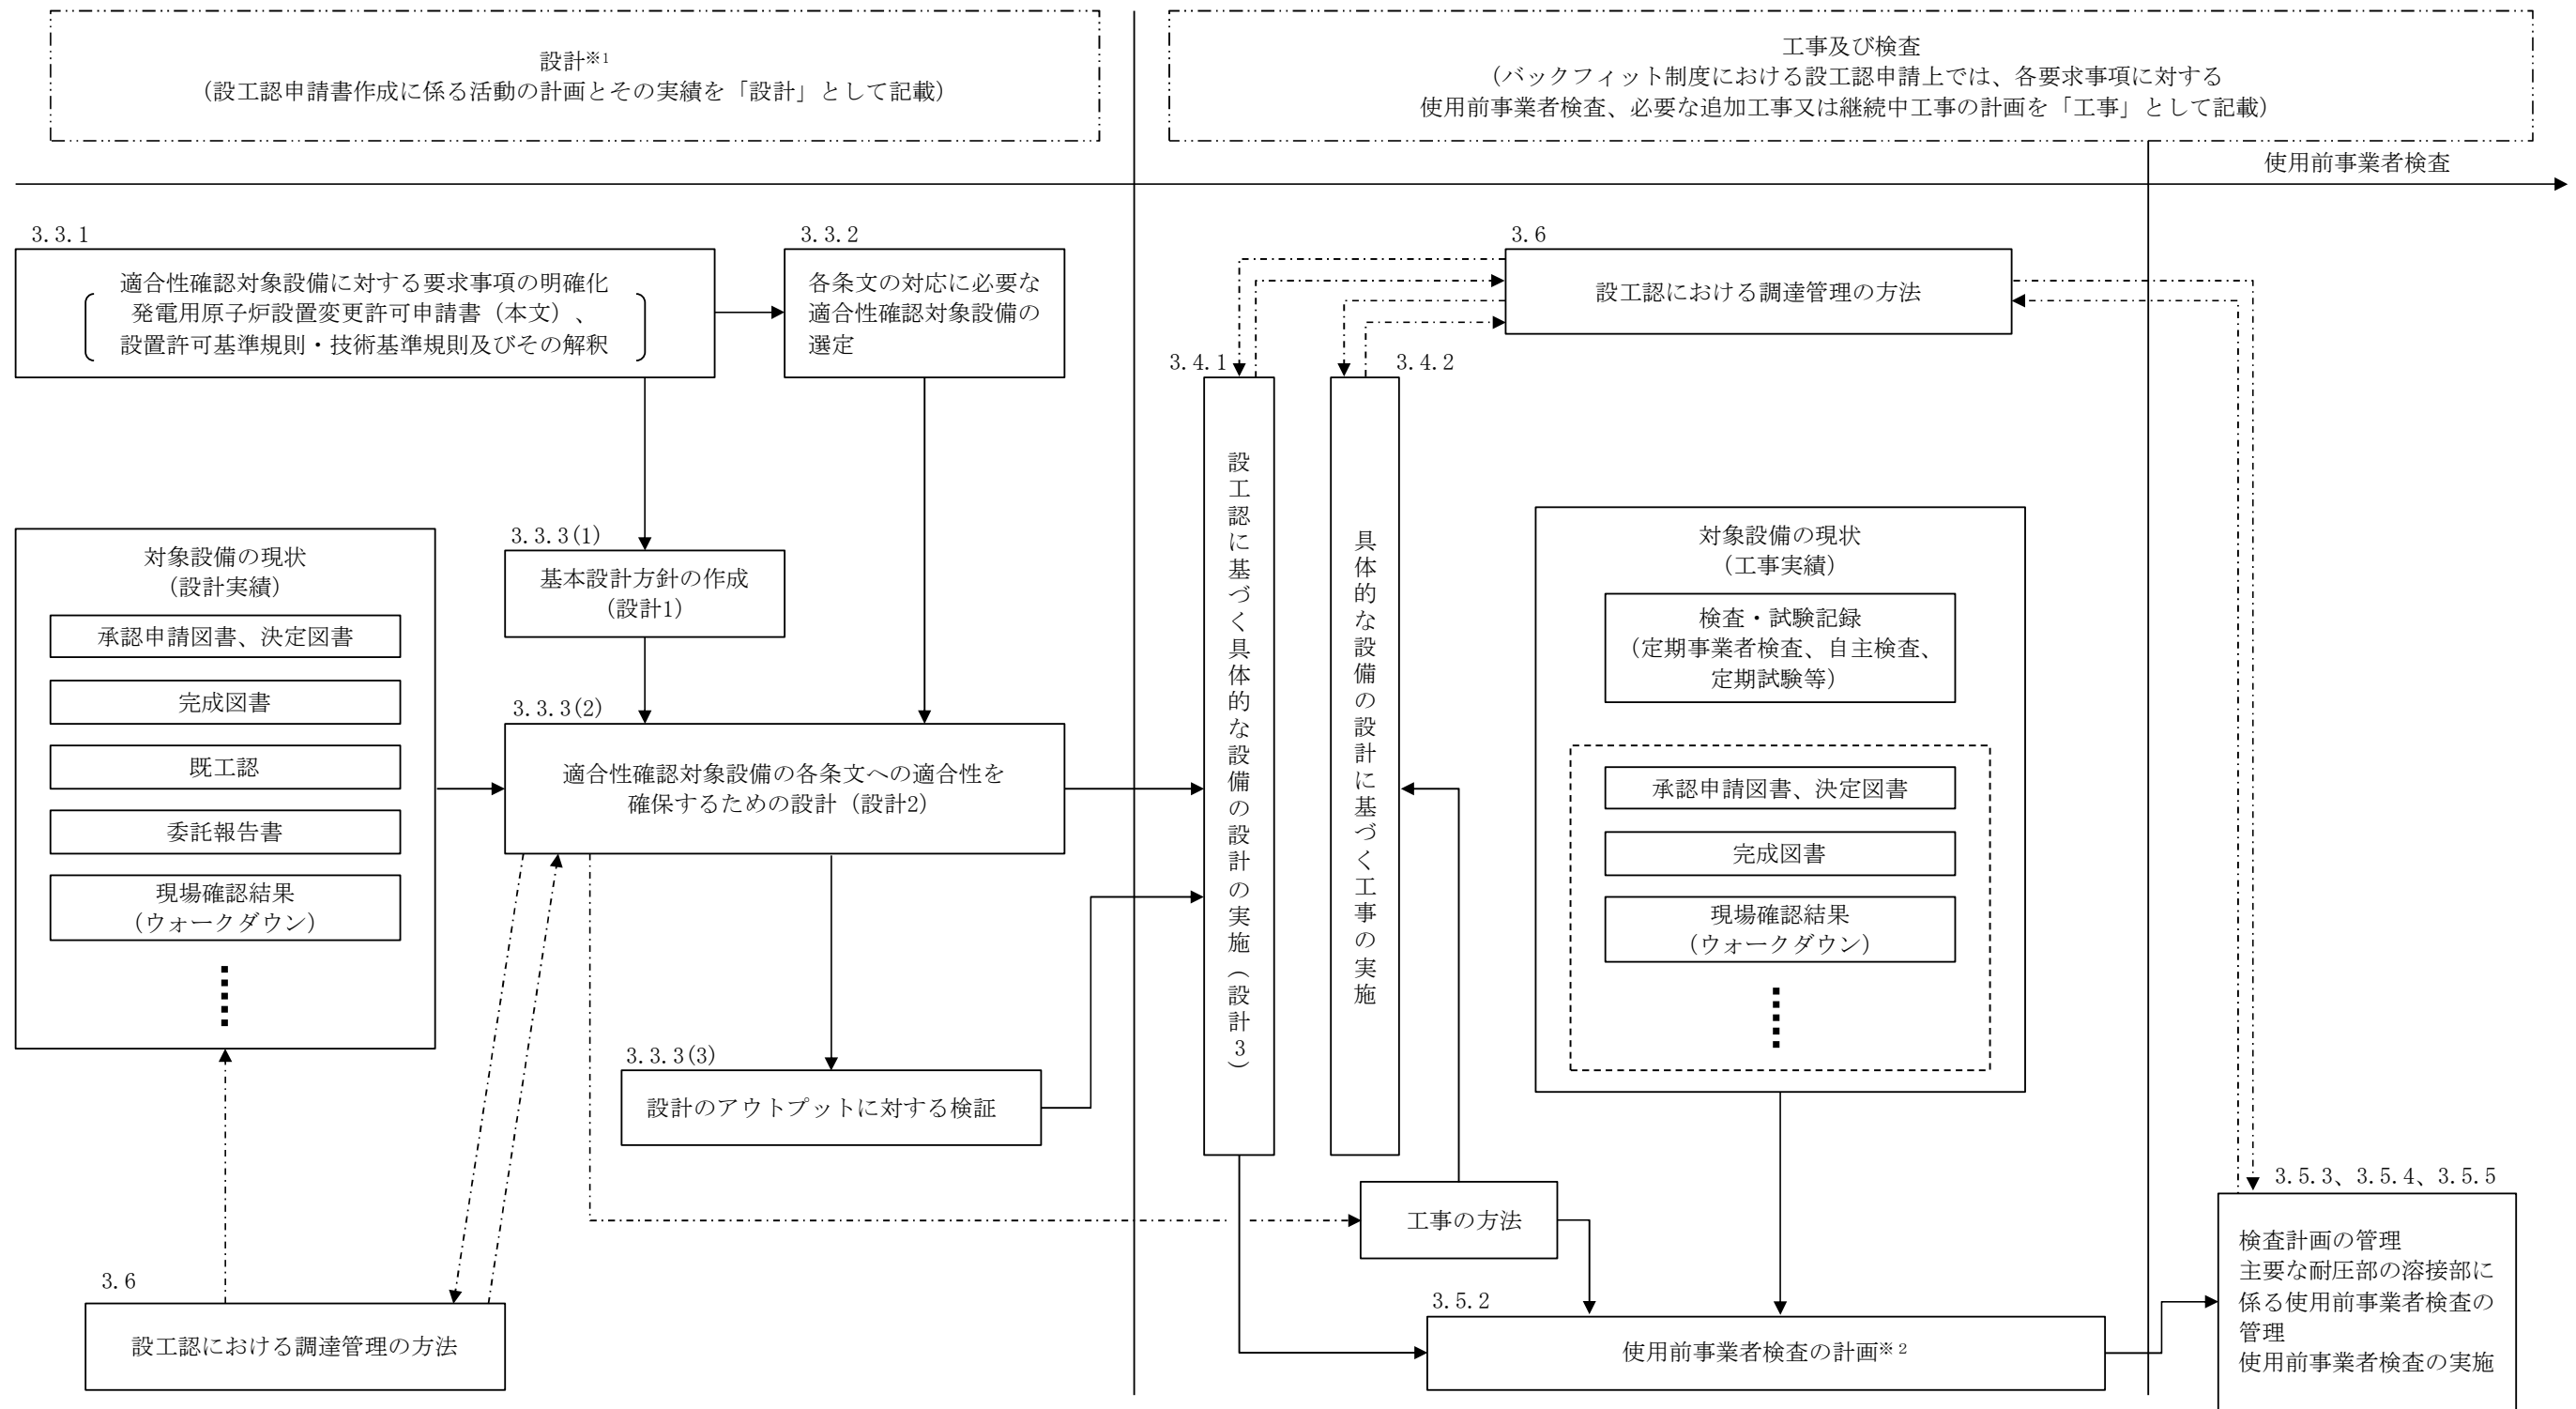 設計※1
（設工認申請書作成に係る活動の計画とその実績を「設計」として記載）
工事及び検査
（バックフィット制度における設工認申請上では、各要求事項に対する
使用前事業者検査、必要な追加工事又は継続中工事の計画を「工事」として記載）
使用前事業者検査
3.3.1
適合性確認対象設備に対する要求事項の明確化
発電用原子炉設置変更許可申請書（本文）、
設置許可基準規則・技術基準規則及びその解釈
3.3.2
各条文の対応に必要な
適合性確認対象設備の
選定
3.6
設工認における調達管理の方法
3.4.1
設工認に基づく具体的な設備の設計の実施（設計3）
3.4.2
具体的な設備の設計に基づく工事の実施
対象設備の現状
（設計実績）
承認申請図書、決定図書
完成図書
既工認
委託報告書
現場確認結果
（ウォークダウン）
3.3.3(1)
基本設計方針の作成
（設計1）
3.3.3(2)
適合性確認対象設備の各条文への適合性を
確保するための設計（設計2）
3.3.3(3)
設計のアウトプットに対する検証
対象設備の現状
（工事実績）
検査・試験記録
（定期事業者検査、自主検査、
定期試験等）
承認申請図書、決定図書
完成図書
現場確認結果
（ウォークダウン）
3.6
設工認における調達管理の方法
工事の方法
3.5.2
使用前事業者検査の計画※2
3.5.3、3.5.4、3.5.5
検査計画の管理
主要な耐圧部の溶接部に
係る使用前事業者検査の
管理
使用前事業者検査の実施